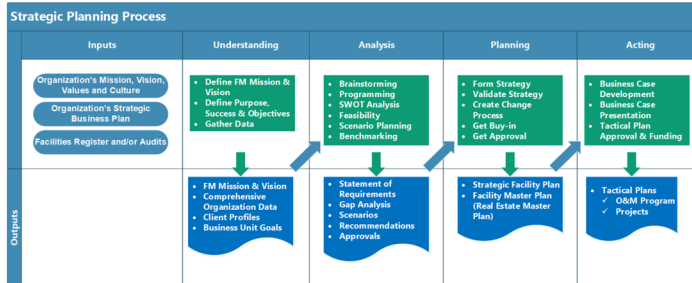 Strategic Planning Process
Inputs
Understanding
Analysis
Planning
Acting
Organization's Mission, Vision,
Values and Culture
Organization's Strategic
Business Plan
Facilities Register and/or Audits
• Define FM Mission &
Vision
• Define Purpose,
Success & Objectives
• Gather Data
• Brainstorming
• Programming
• SWOT Analysis
• Feasibility
• Scenario Planning
• Benchmarking
• Form Strategy
• Validate Strategy
• Create Change
Process
• Get Buy-in
• Get Approval
• Business Case
Development
• Business Case
Presentation
• Tactical Plan
Approval & Funding
Outputs
• FM Mission & Vision
• Comprehensive
Organization Data
• Client Profiles
• Business Unit Goals
• Statement of
Requirements
• Gap Analysis
• Scenarios
• Recommendations
• Approvals
• Strategic Facility Plan
• Facility Master Plan
(Real Estate Master
Plan)
• Tactical Plans
✓ O&M Program
✓ Projects